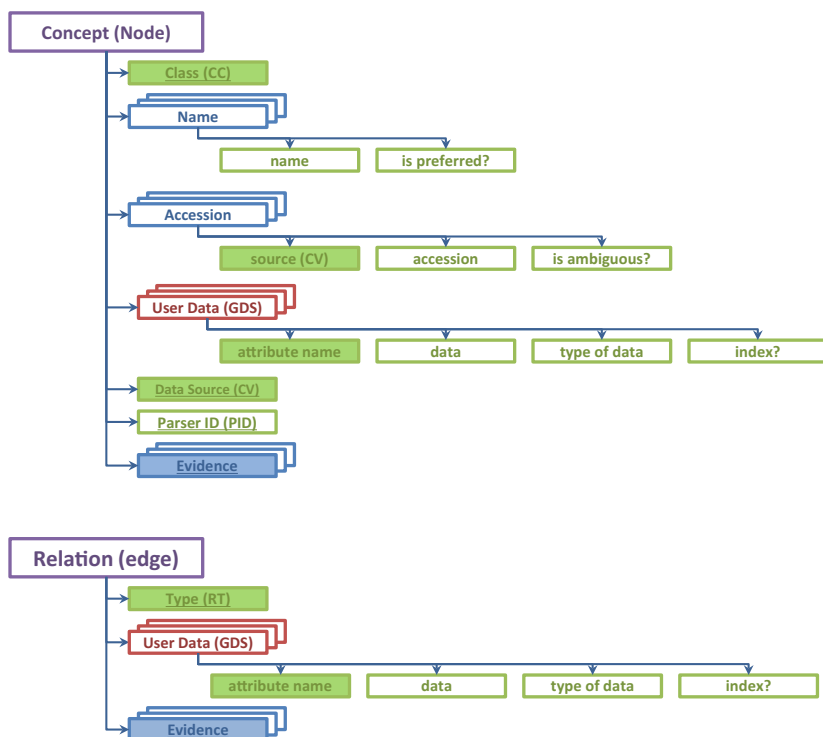 Concept (Node)
Class (CC)
Name
name
is preferred?
Accession
source (CV)
accession
is ambiguous?
User Data (GDS)
attribute name
data
type of data
index?
Data Source (CV)
Parser ID (PID)
Evidence
Relation (edge)
Type (RT)
User Data (GDS)
attribute name
data
type of data
index?
Evidence